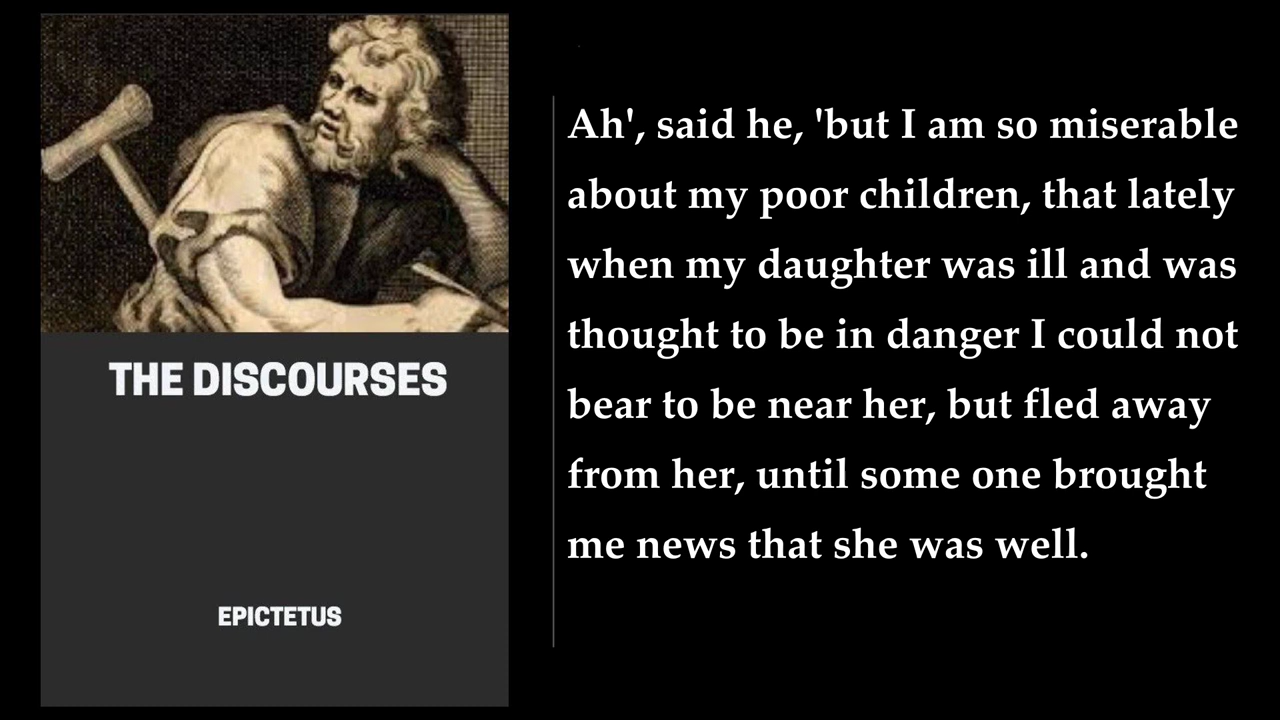 THE DISCOURSES
EPICTETUS
Ah', said he, 'but I am so miserable
about my poor children, that lately
when my daughter was ill and was
thought to be in danger I could not
bear to be near her, but fled away
from her, until some one brought
me news that she was well.